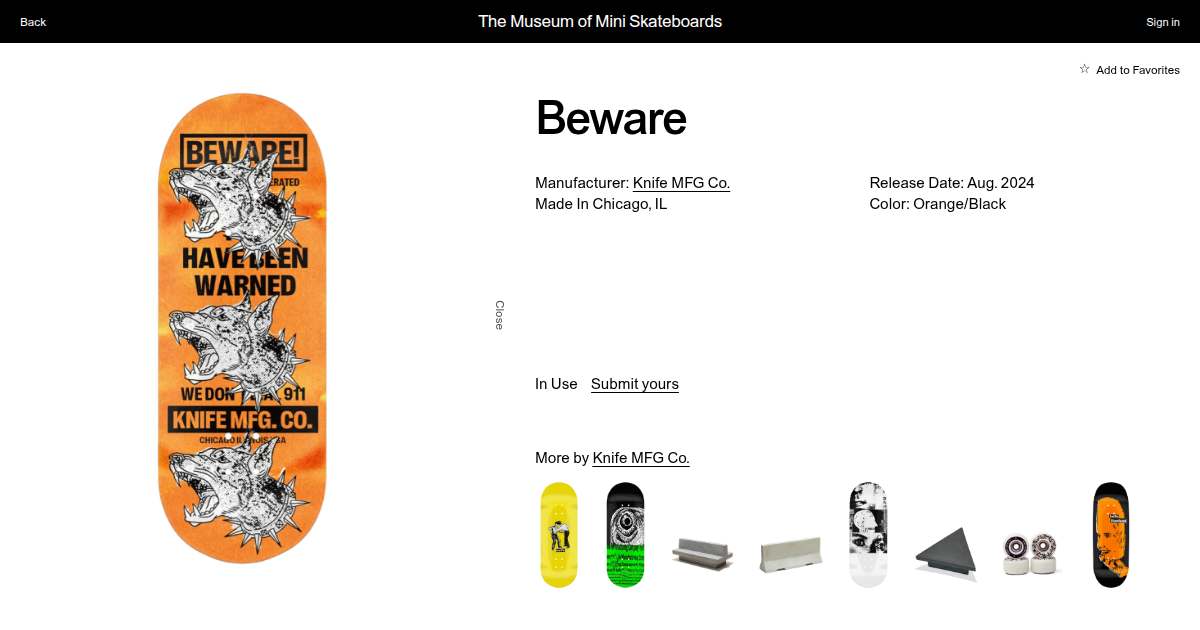 Back
The Museum of Mini Skateboards
Sign in
☆ Add to Favorites
BEWARE!
HAVE BEEN
WARNED
911
KNIFE MFG. CO.
CHICAGO
Close
Beware
Manufacturer: Knife MFG Co.
Made In Chicago, IL
Release Date: Aug. 2024
Color: Orange/Black
In Use Submit yours
More by Knife MFG Co.